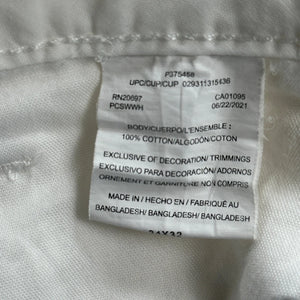 P375458
UPC/CUP/CUP 029311315436
RN20697 CA01095
PCSWWH 06/22/2021
BODY/CUERPO/L'ENSEMBLE :
100% COTTON/ALGODÓN/COTON
EXCLUSIVE OF DECORATION/TRIMMINGS
EXCLUSIVO PARA DECORACIÓN/ADORNOS
ORNEMENT ET GARNITURE NON COMPRIS
MADE IN / HECHO EN / FABRIQUÉ AU
BANGLADESH/ BANGLADESH/ BANGLADESH